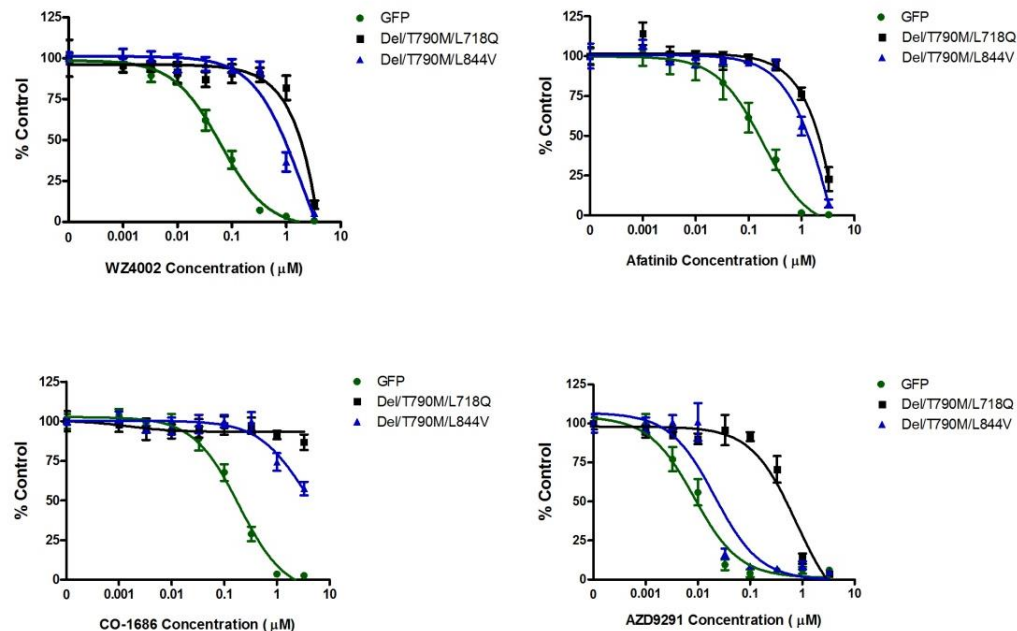 125
100
75
50
25
0
% Control
0 0.001 0.01 0.1 1 10
WZ4002 Concentration ( μM)
GFP
Del/T790M/L718Q
Del/T790M/L844V
125
100
75
50
25
0
% Control
0 0.001 0.01 0.1 1 10
Afatinib Concentration ( μM)
GFP
Del/T790M/L718Q
Del/T790M/L844V
125
100
75
50
25
0
% Control
0 0.001 0.01 0.1 1 10
CO-1686 Concentration ( μM)
GFP
Del/T790M/L718Q
Del/T790M/L844V
125
100
75
50
25
0
% Control
0 0.001 0.01 0.1 1 10
AZD9291 Concentration ( μM)
GFP
Del/T790M/L718Q
Del/T790M/L844V